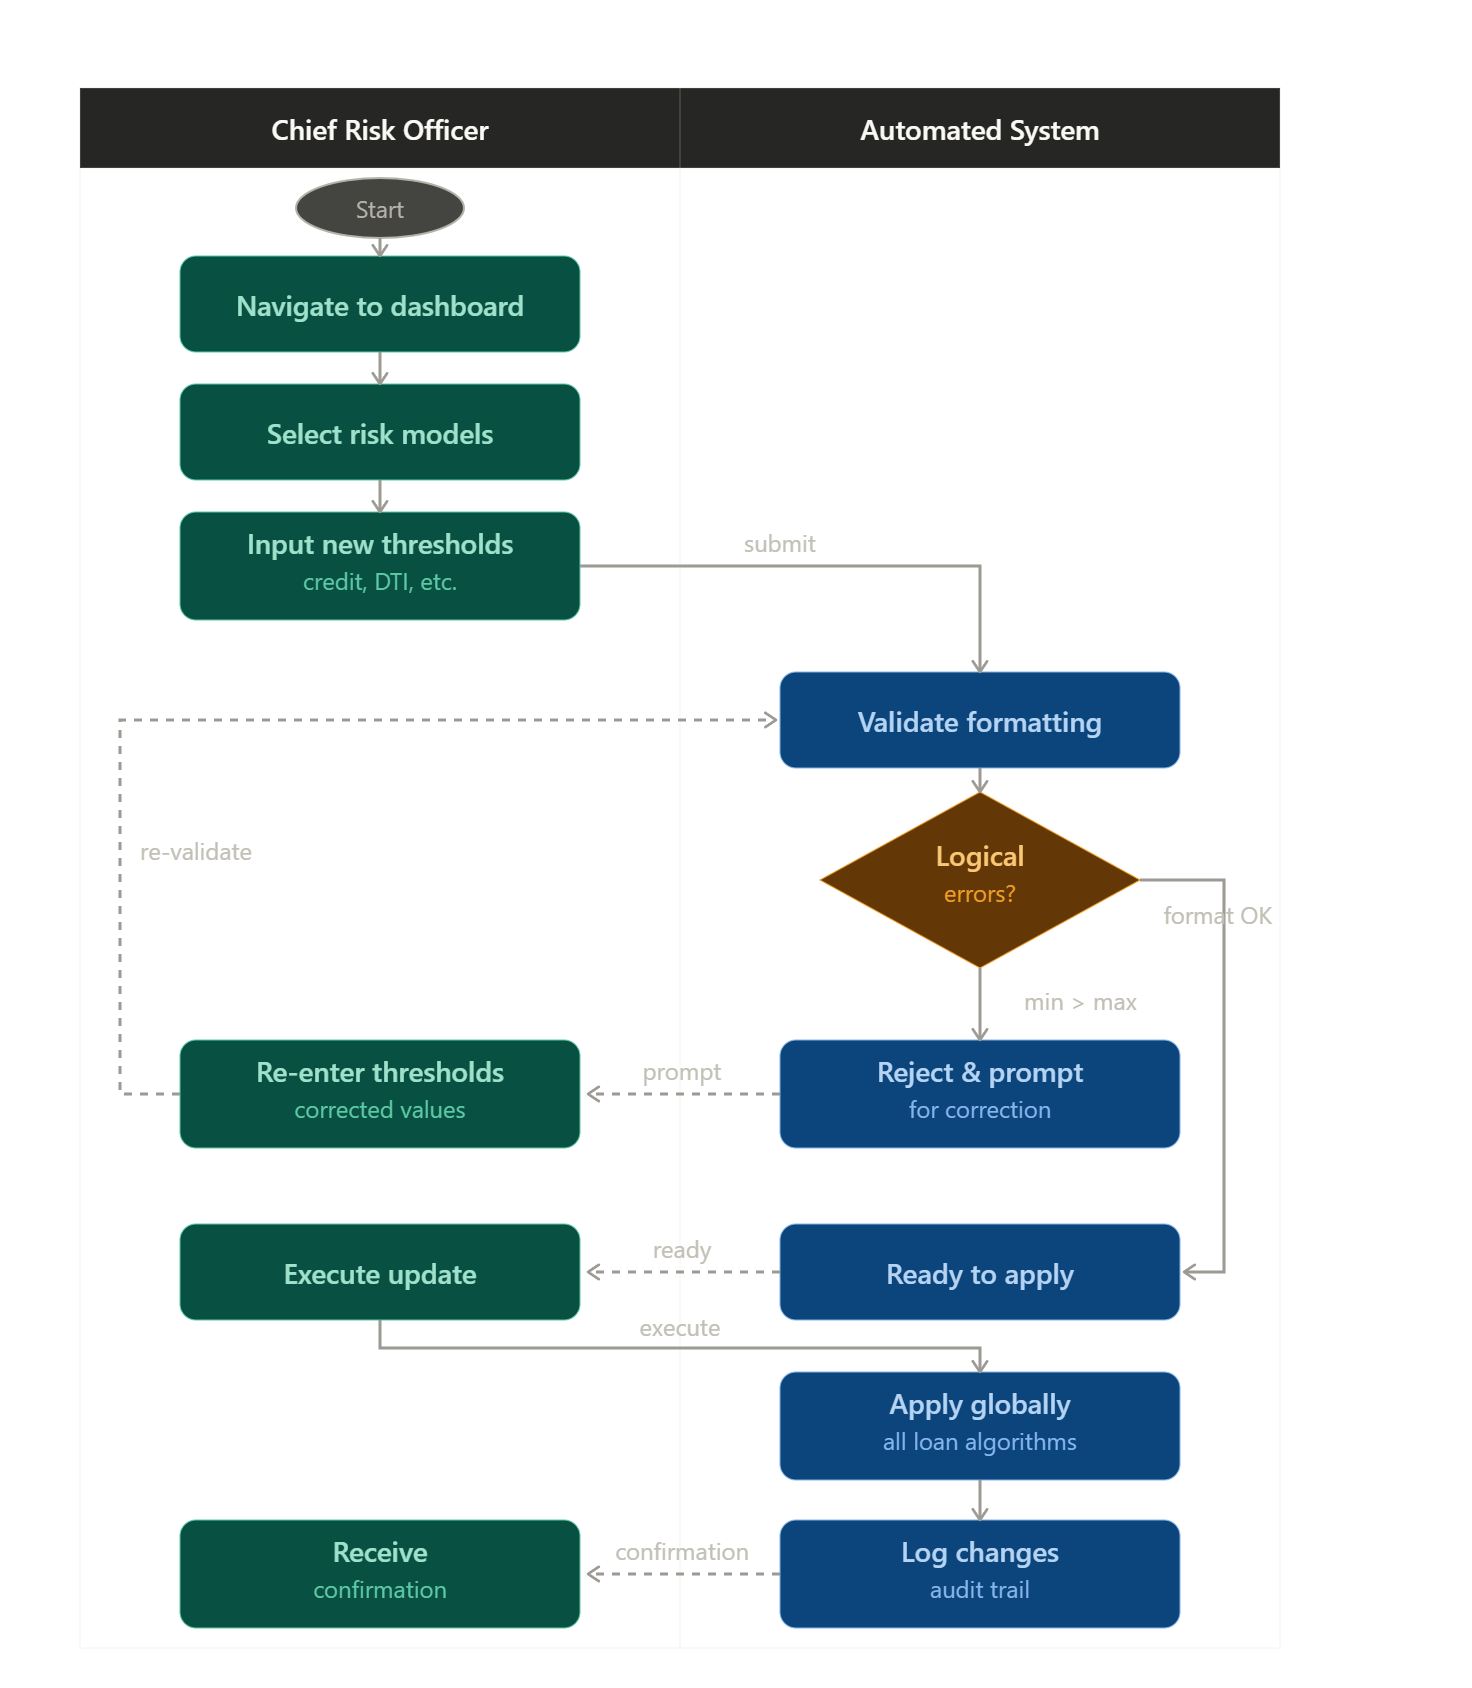 Chief Risk Officer
Automated System
Start
Navigate to dashboard
Select risk models
Input new thresholds
credit, DTI, etc.
submit
Validate formatting
re-validate
Logical
errors?
format OK
min > max
Re-enter thresholds
corrected values
prompt
Reject & prompt
for correction
Execute update
ready
Ready to apply
execute
Apply globally
all loan algorithms
Receive
confirmation
confirmation
Log changes
audit trail